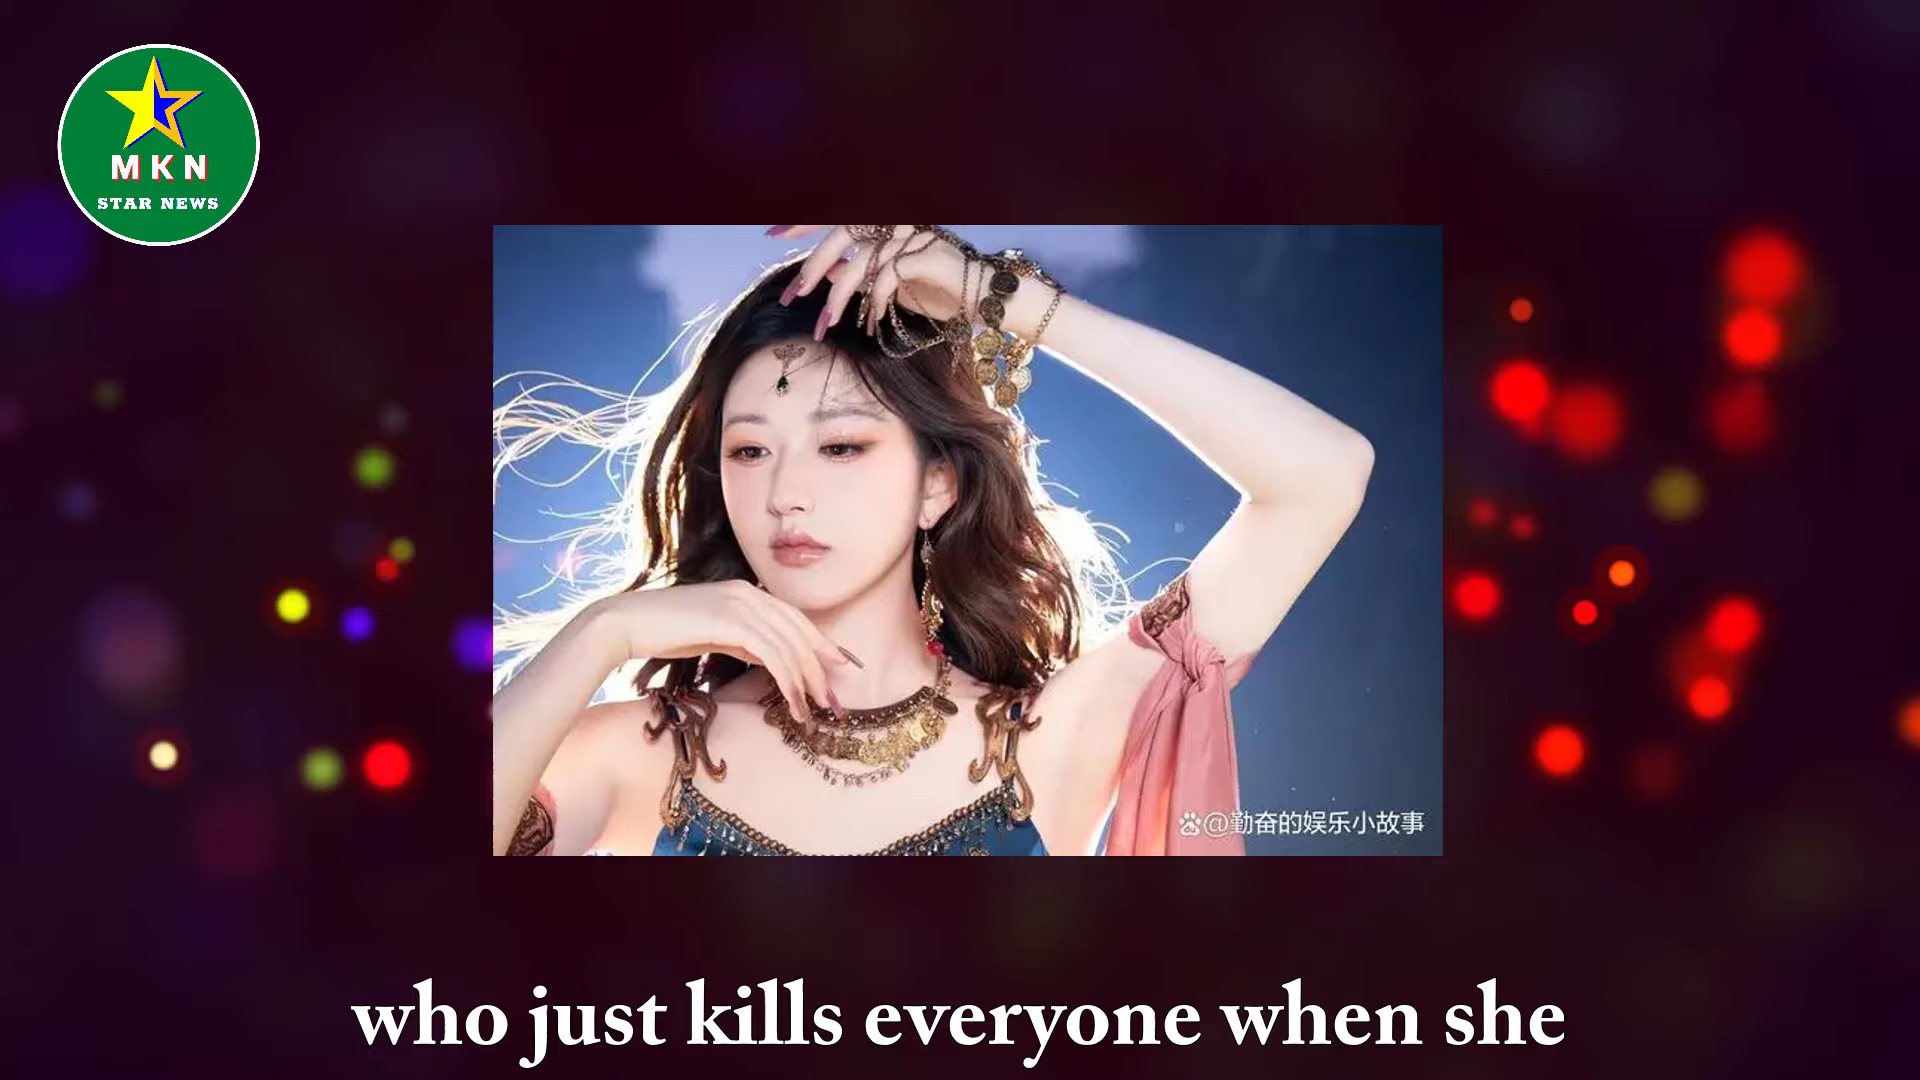 MKN
STAR NEWS
@勤奋的娱乐小故事
who just kills everyone when she